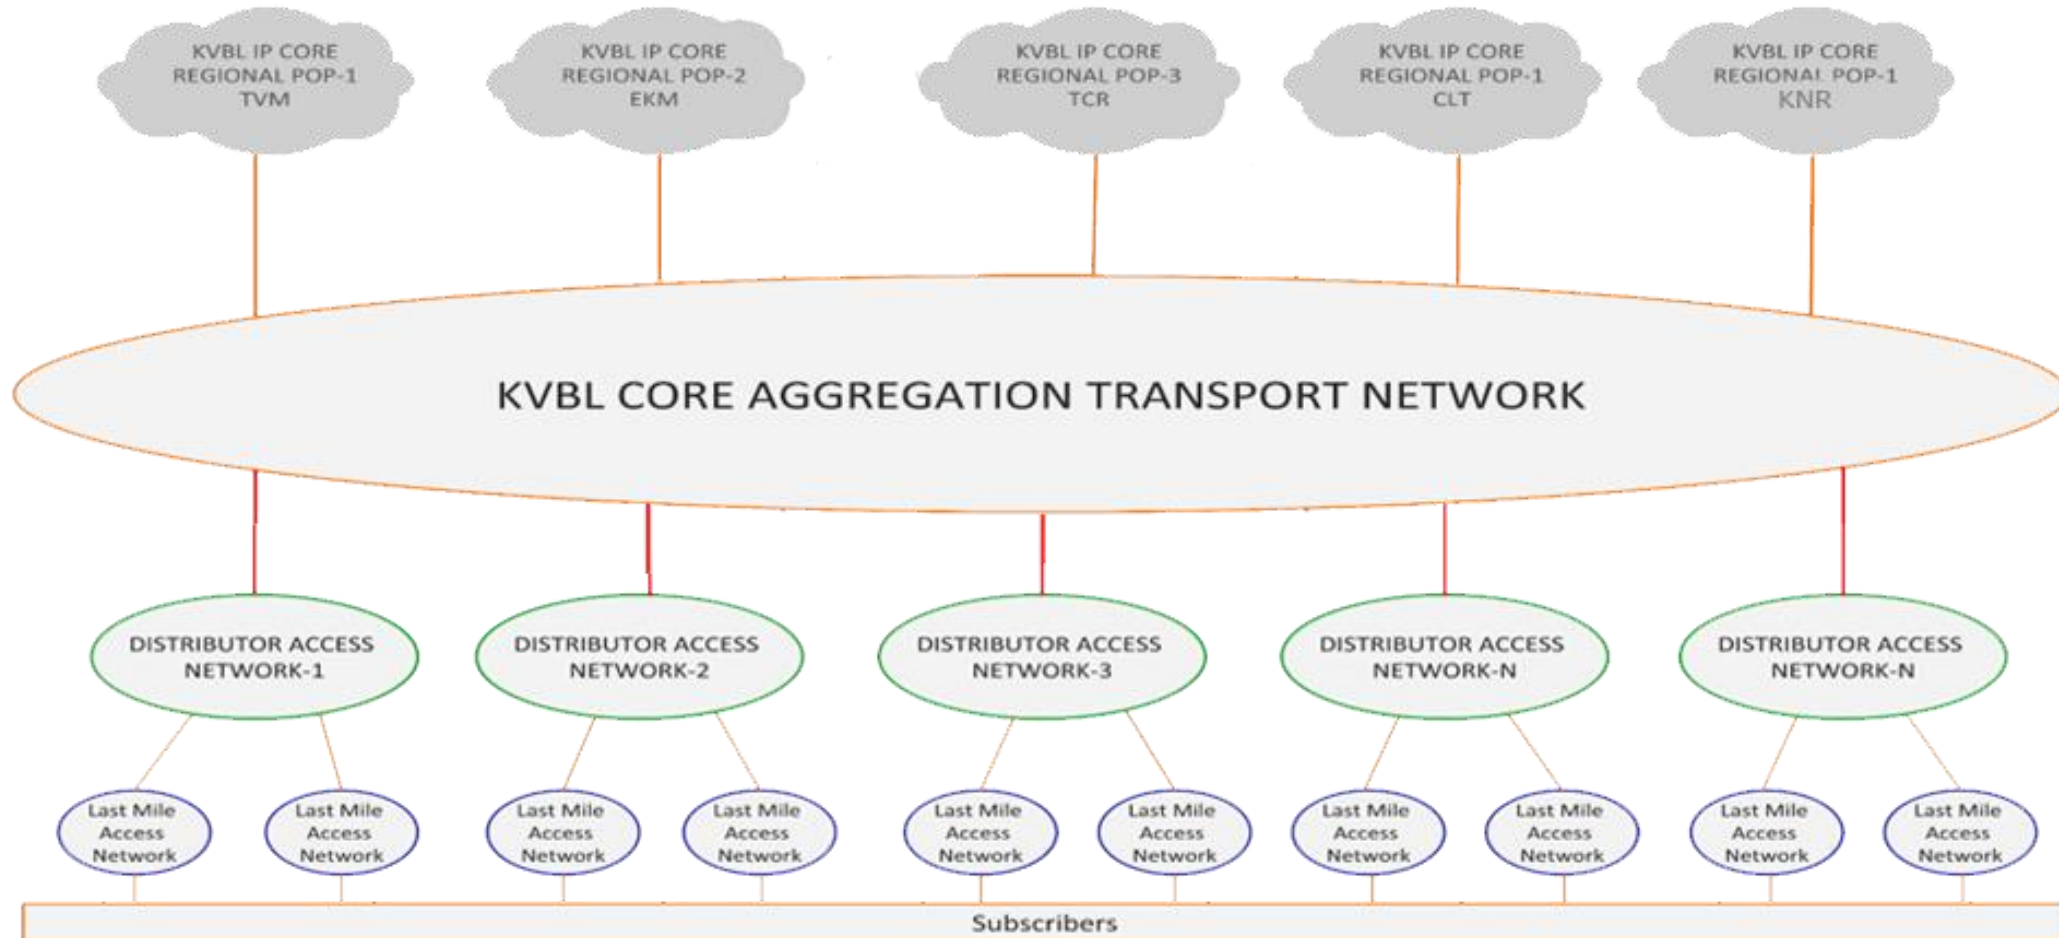 KVBL IP CORE
REGIONAL POP-1
TVM
KVBL IP CORE
REGIONAL POP-2
EKM
KVBL IP CORE
REGIONAL POP-3
TCR
KVBL IP CORE
REGIONAL POP-1
CLT
KVBL IP CORE
REGIONAL POP-1
KNR
KVBL CORE AGGREGATION TRANSPORT NETWORK
DISTRIBUTOR ACCESS
NETWORK-1
DISTRIBUTOR ACCESS
NETWORK-2
DISTRIBUTOR ACCESS
NETWORK-3
DISTRIBUTOR ACCESS
NETWORK-N
DISTRIBUTOR ACCESS
NETWORK-N
Last Mile
Access
Network
Last Mile
Access
Network
Last Mile
Access
Network
Last Mile
Access
Network
Last Mile
Access
Network
Last Mile
Access
Network
Last Mile
Access
Network
Last Mile
Access
Network
Last Mile
Access
Network
Last Mile
Access
Network
Subscribers